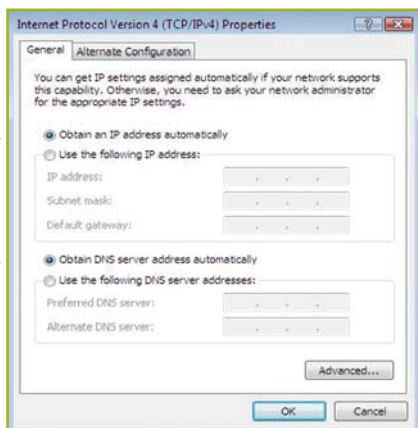 Internet Protocol Version 4 (TCP/IPv4) Properties
General
Alternate Configuration
You can get IP settings assigned automatically if your network supports
this capability. Otherwise, you need to ask your network administrator
for the appropriate IP settings.
Obtain an IP address automatically
Use the following IP address:
IP address:
Subnet mask:
Default gateway:
Obtain DNS server address automatically
Use the following DNS server addresses:
Preferred DNS server:
Alternate DNS server:
Advanced...
OK
Cancel